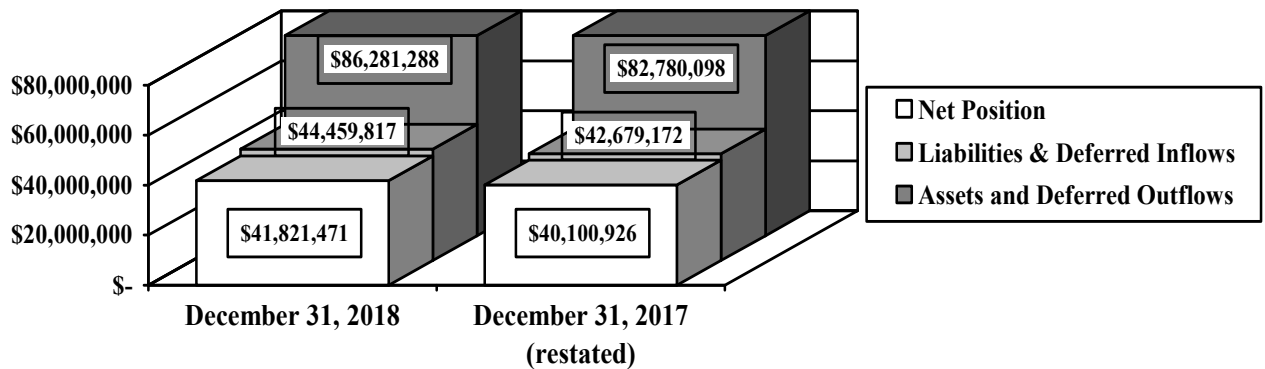 $86,281,288
$82,780,098
$80,000,000
$60,000,000
$40,000,000
$20,000,000
$-
$44,459,817
$42,679,172
$41,821,471
$40,100,926
December 31, 2018
December 31, 2017
(restated)
Net Position
Liabilities & Deferred Inflows
Assets and Deferred Outflows